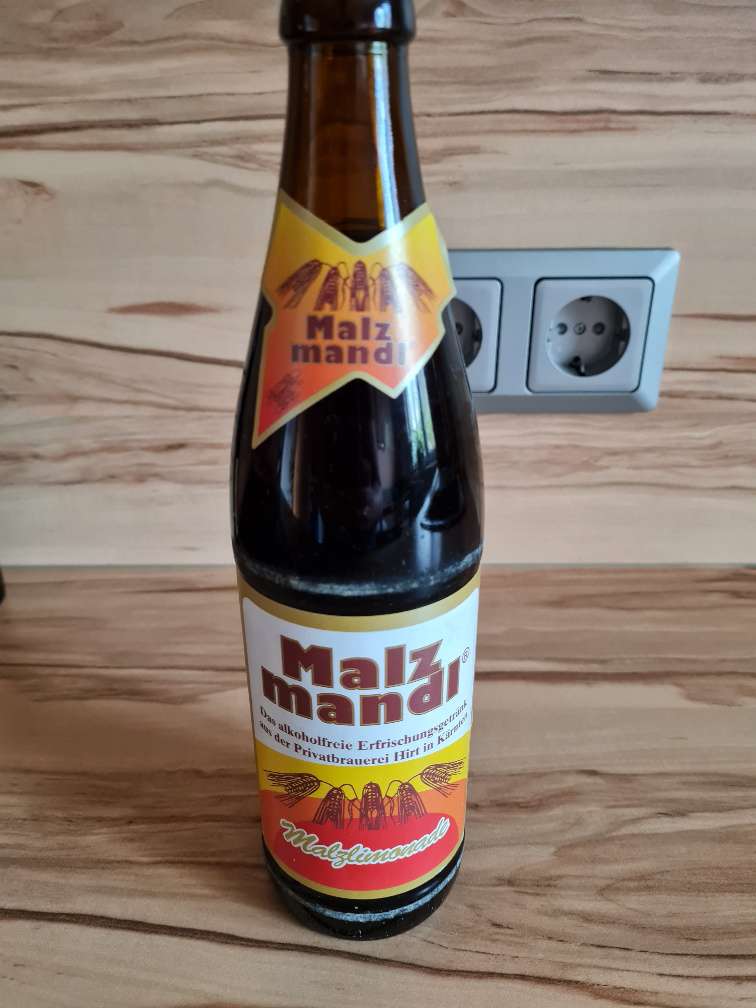 Malz
mandl
Malz
mandl®
Das alkoholfreie Erfrischungsgetränk
aus der Privatbrauerei Hirt in Kärnten
Malzlimonade